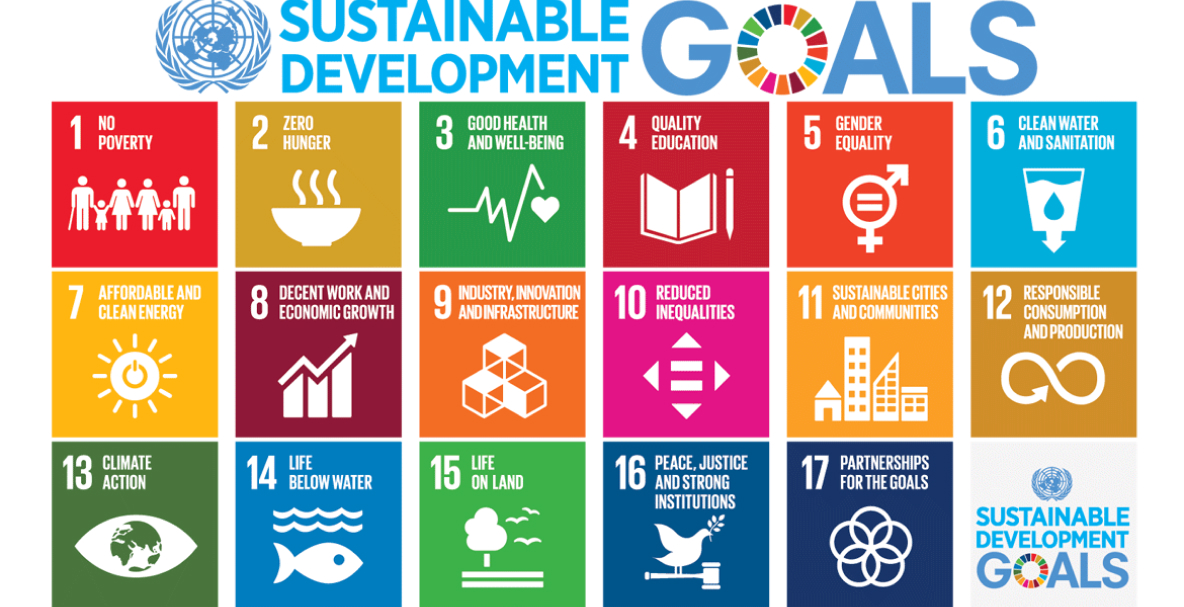 SUSTAINABLE
DEVELOPMENT
GOALS
1 NO
POVERTY
2 ZERO
HUNGER
3 GOOD HEALTH
AND WELL-BEING
4 QUALITY
EDUCATION
5 GENDER
EQUALITY
6 CLEAN WATER
AND SANITATION
7 AFFORDABLE AND
CLEAN ENERGY
8 DECENT WORK AND
ECONOMIC GROWTH
9 INDUSTRY, INNOVATION
AND INFRASTRUCTURE
10 REDUCED
INEQUALITIES
11 SUSTAINABLE CITIES
AND COMMUNITIES
12 RESPONSIBLE
CONSUMPTION
AND PRODUCTION
13 CLIMATE
ACTION
14 LIFE
BELOW WATER
15 LIFE
ON LAND
16 PEACE, JUSTICE
AND STRONG
INSTITUTIONS
17 PARTNERSHIPS
FOR THE GOALS
SUSTAINABLE
DEVELOPMENT
GOALS